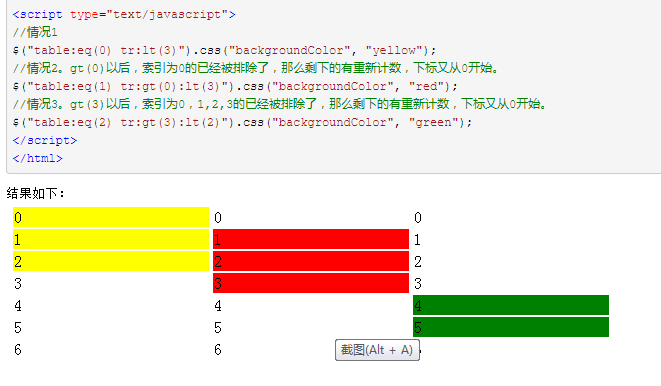 <script type="text/javascript">
//情况1
$("table:eq(0) tr:lt(3)").css("backgroundColor", "yellow");
//情况2。gt(0)以后，索引为0的已经被排除了，那么剩下的有重新计数，下标又从0开始。
$("table:eq(1) tr:gt(0):lt(3)").css("backgroundColor", "red");
//情况3。gt(3)以后，索引为0，1,2,3的已经被排除了，那么剩下的有重新计数，下标又从0开始。
$("table:eq(2) tr:gt(3):lt(2)").css("backgroundColor", "green");
</script>
</html>
结果如下：
0 0 0
1 1 1
2 2 2
3 3 3
4 4 4
5 5 5
6 6
截图(Alt + A)